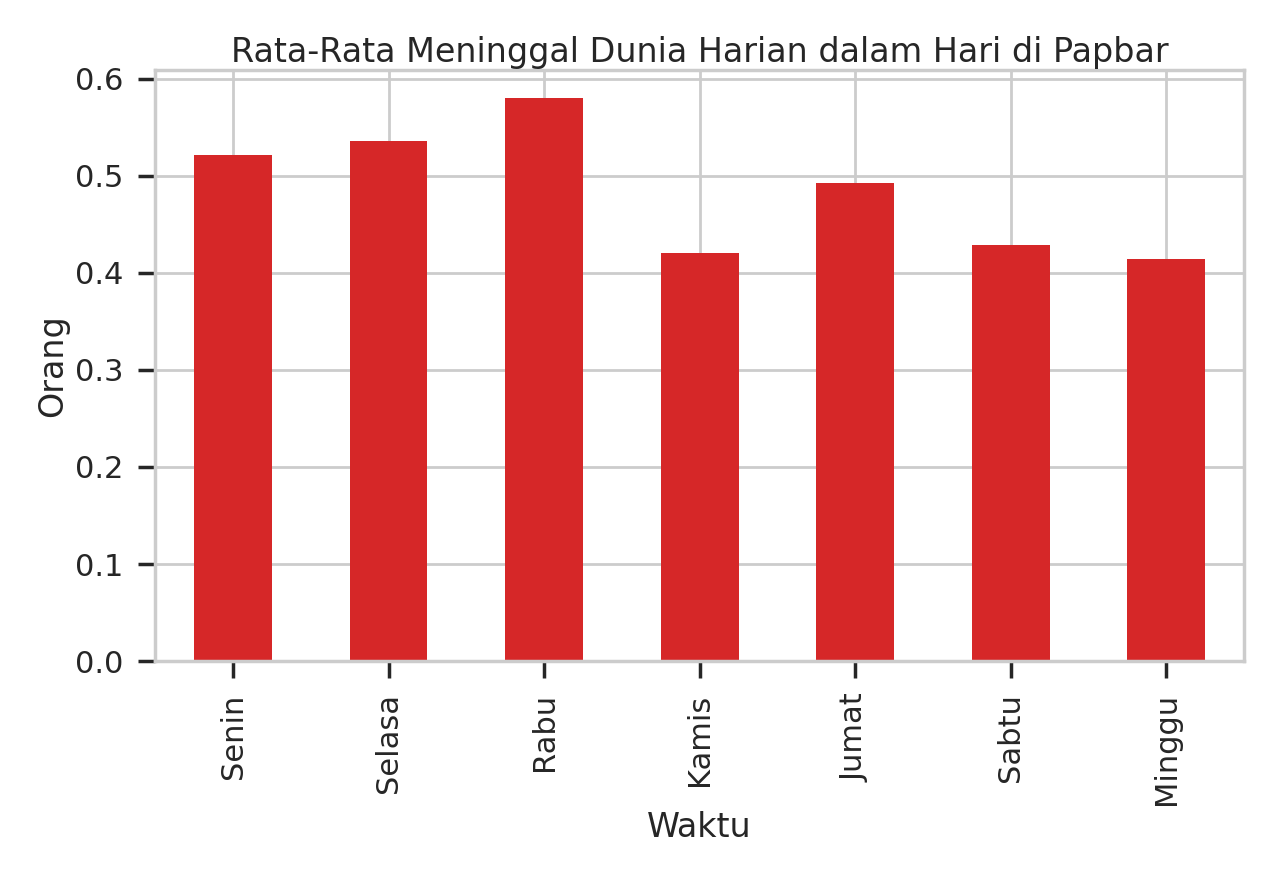 Rata-Rata Meninggal Dunia Harian dalam Hari di Papbar
0.6
0.5
0.4
0.3
0.2
0.1
0.0
Orang
Senin
Selasa
Rabu
Kamis
Jumat
Sabtu
Minggu
Waktu